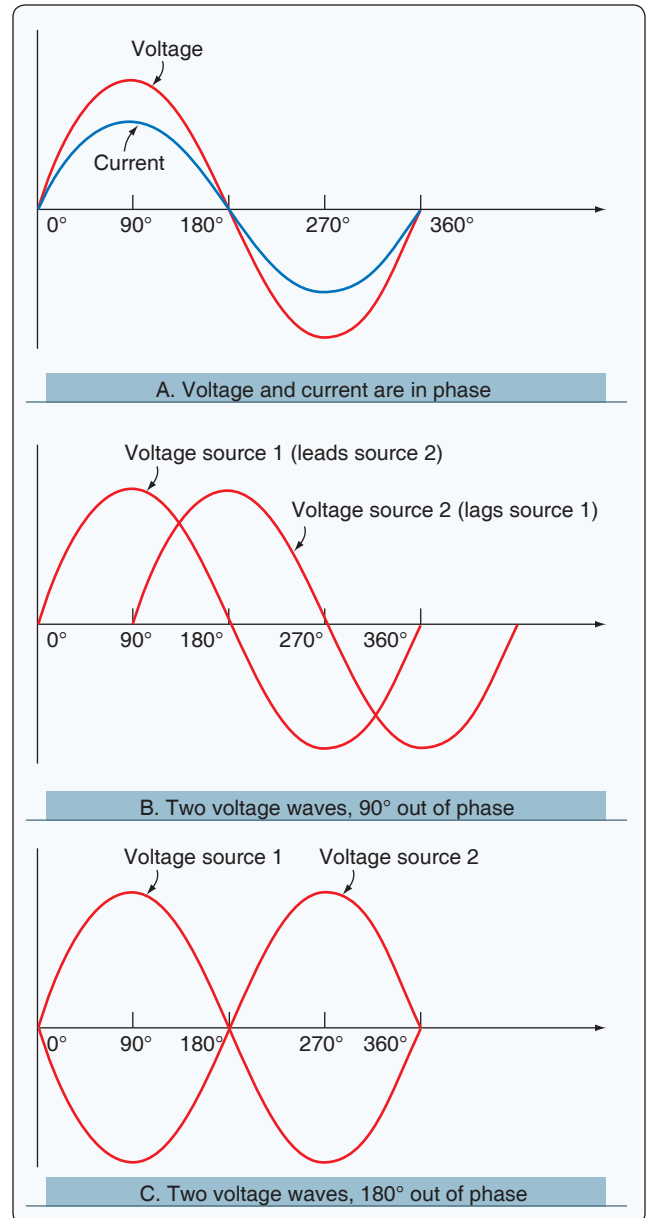 Voltage
Current
0° 90° 180° 270° 360°
A. Voltage and current are in phase
Voltage source 1 (leads source 2)
Voltage source 2 (lags source 1)
0° 90° 180° 270° 360°
B. Two voltage waves, 90° out of phase
Voltage source 1 Voltage source 2
0° 90° 180° 270° 360°
C. Two voltage waves, 180° out of phase